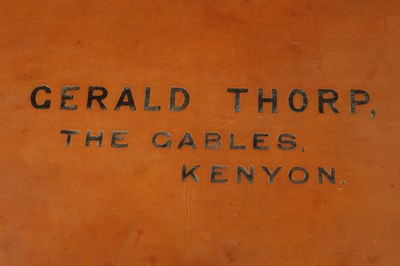 GERALD THORP,
THE GABLES,
KENYON.